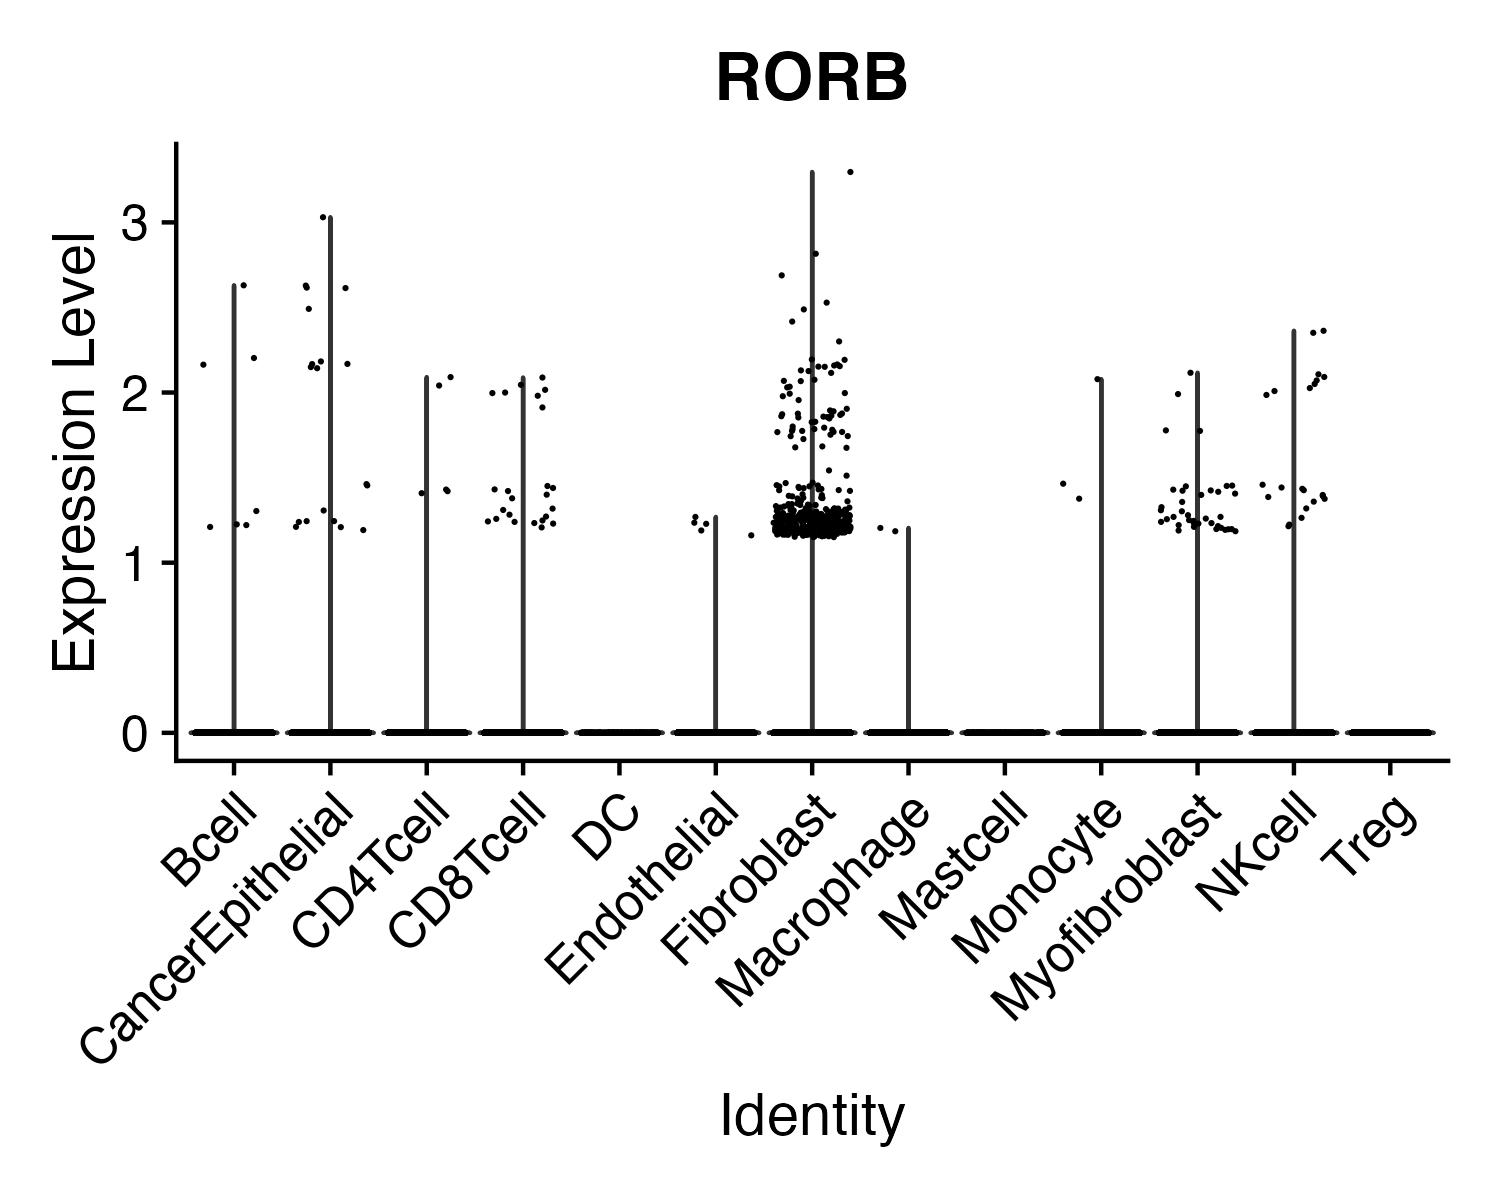 RORB
Expression Level
3
2
1
0
Bcell
CancerEpithelial
CD4Tcell
CD8Tcell
DC
Endothelial
Fibroblast
Macrophage
Mastcell
Monocyte
Myofibroblast
NKcell
Treg
Identity